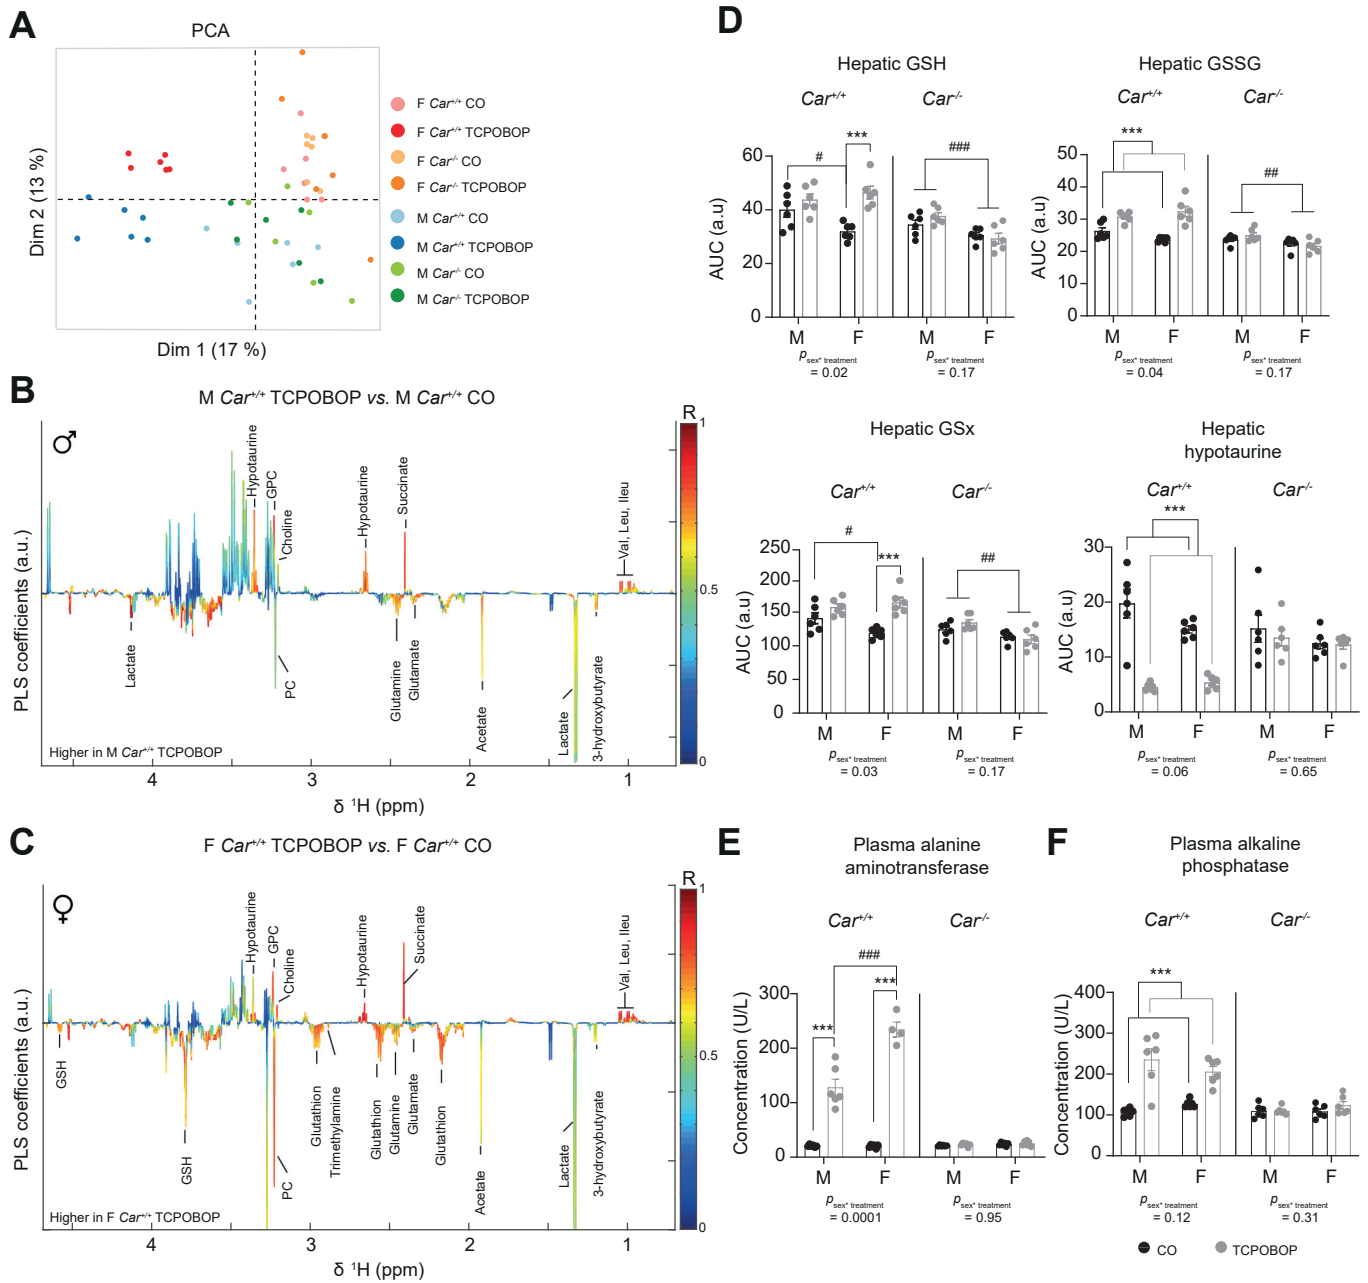 A
PCA
Dim 2 (13 %)
Dim 1 (17 %)
F Car+/+ CO
F Car+/+ TCPOBOP
F Car-/- CO
F Car-/- TCPOBOP
M Car+/+ CO
M Car+/+ TCPOBOP
M Car-/- CO
M Car-/- TCPOBOP
B
M Car+/+ TCPOBOP vs. M Car+/+ CO
♂
PLS coefficients (a.u.)
Lactate
Hypotaurine
GPC
Choline
PC
Hypotaurine
Glutamine
Glutamate
Succinate
Acetate
Lactate
3-hydroxybutyrate
Val, Leu, Ileu
Higher in M Car+/+ TCPOBOP
4 3 2 1
δ ¹H (ppm)
R
1
0.5
0
C
F Car+/+ TCPOBOP vs. F Car+/+ CO
♀
PLS coefficients (a.u.)
GSH
GSH
Hypotaurine
GPC
Choline
PC
Glutathion
Trimethylamine
Hypotaurine
Glutathion
Glutamine
Glutamate
Succinate
Glutathion
Acetate
Lactate
3-hydroxybutyrate
Val, Leu, Ileu
Higher in F Car+/+ TCPOBOP
4 3 2 1
δ ¹H (ppm)
R
1
0.5
0
D
Hepatic GSH
Car+/+ Car-/-
# *** ###
AUC (a.u)
60
40
20
0
M F M F
psex* treatment psex* treatment
= 0.02 = 0.17
Hepatic GSSG
Car+/+ Car-/-
*** ##
AUC (a.u)
50
40
30
20
10
0
M F M F
psex* treatment psex* treatment
= 0.04 = 0.17
Hepatic GSx
Car+/+ Car-/-
# *** ##
AUC (a.u)
250
200
150
100
50
0
M F M F
psex* treatment psex* treatment
= 0.03 = 0.17
Hepatic
hypotaurine
Car+/+ Car-/-
***
AUC (a.u)
30
20
10
0
M F M F
psex* treatment psex* treatment
= 0.06 = 0.65
E
Plasma alanine
aminotransferase
Car+/+ Car-/-
###
*** ***
Concentration (U/L)
300
200
100
0
M F M F
psex* treatment psex* treatment
= 0.0001 = 0.95
F
Plasma alkaline
phosphatase
Car+/+ Car-/-
***
Concentration (U/L)
400
300
200
100
0
M F M F
psex* treatment psex* treatment
= 0.12 = 0.31
CO TCPOBOP